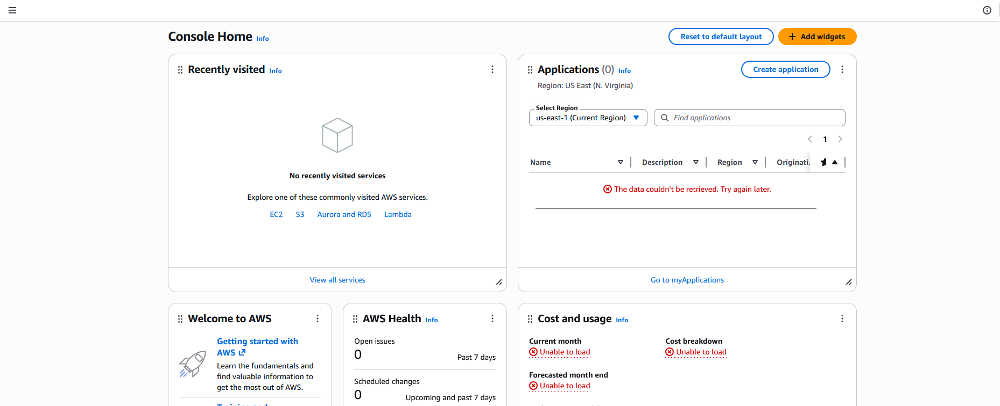 Console Home Info
Reset to default layout
Add widgets
Recently visited Info
No recently visited services
Explore one of these commonly visited AWS services.
EC2 S3 Aurora and RDS Lambda
View all services
Applications (0) Info
Create application
Region: US East (N. Virginia)
Select Region
us-east-1 (Current Region)
Find applications
1
Name Description Region Originati.
The data couldn't be retrieved. Try again later.
Go to myApplications
Welcome to AWS
Getting started with
AWS
Learn the fundamentals and
find valuable information to
get the most out of AWS.
AWS Health Info
Open issues
0 Past 7 days
Scheduled changes
0 Upcoming and past 7 days
Cost and usage Info
Current month
Unable to load
Cost breakdown
Unable to load
Forecasted month end
Unable to load